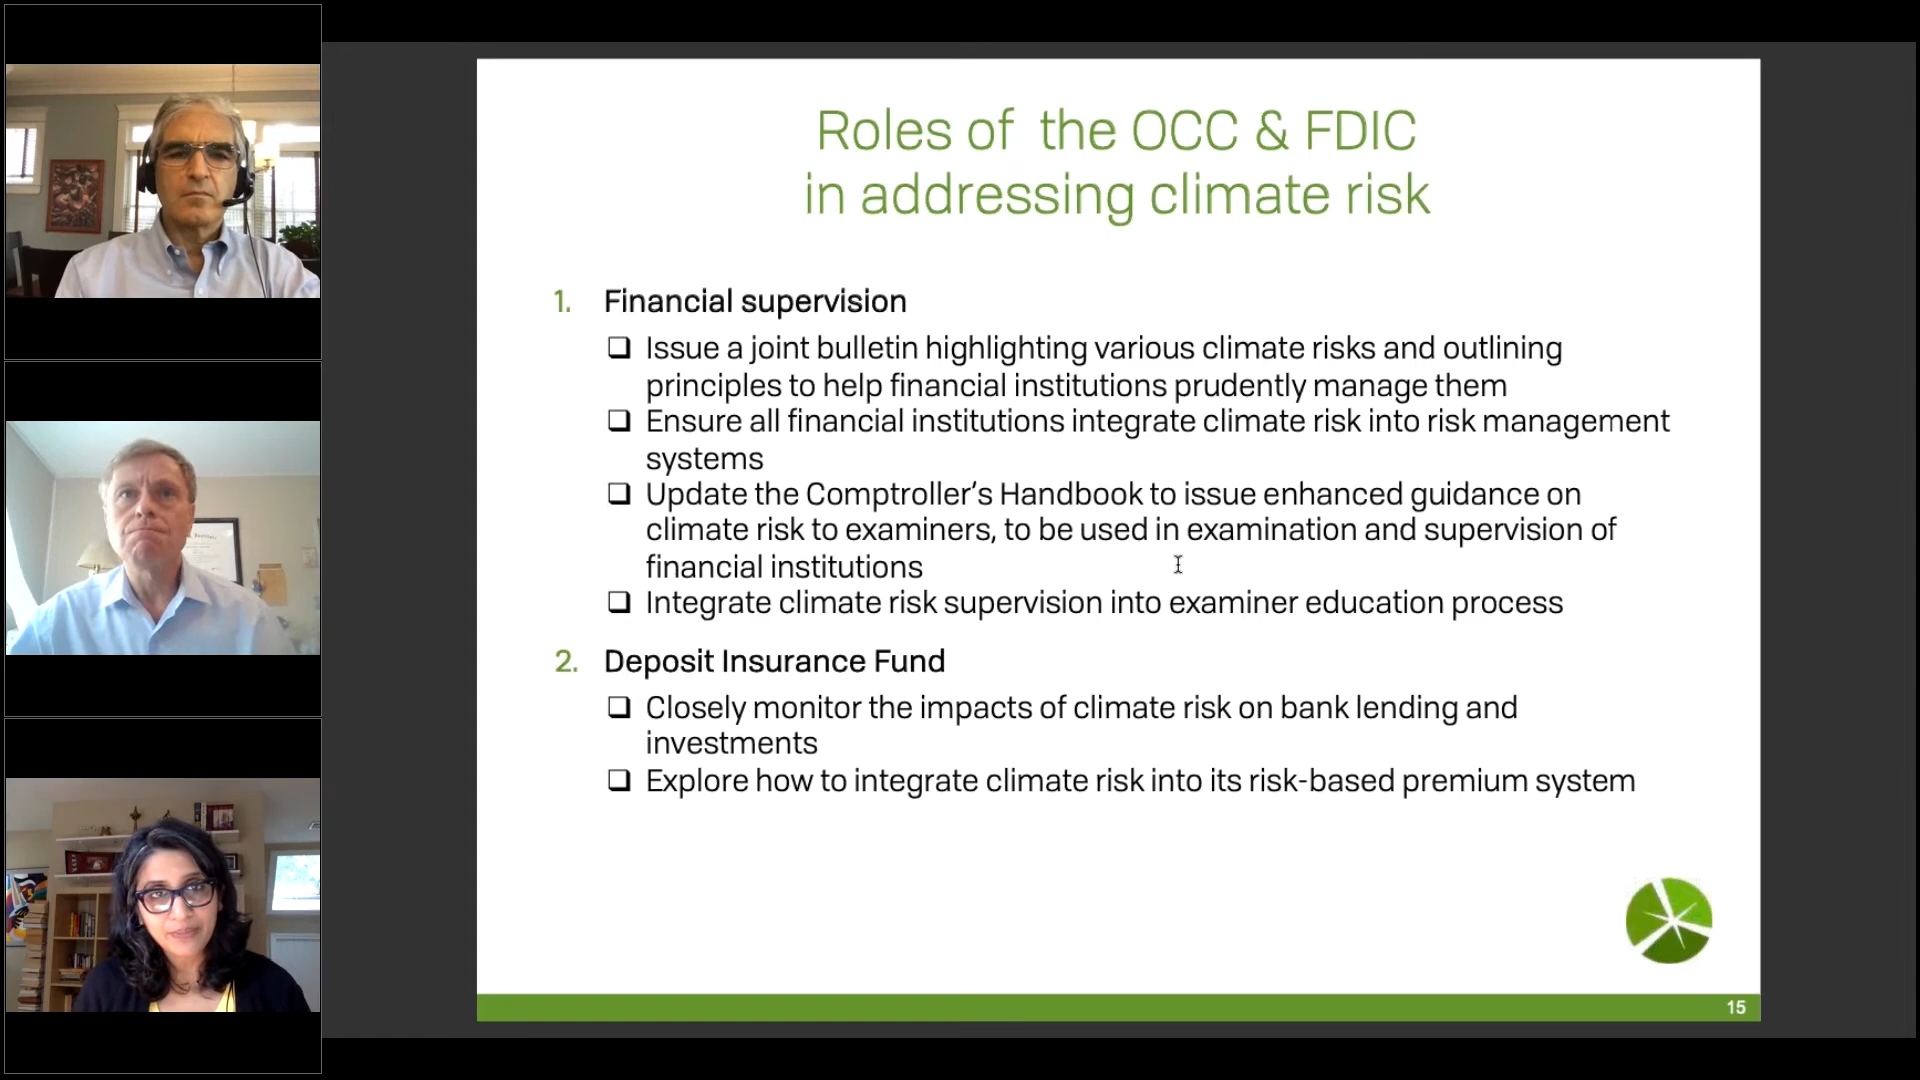 Roles of the OCC & FDIC
in addressing climate risk
1. Financial supervision
❑ Issue a joint bulletin highlighting various climate risks and outlining
principles to help financial institutions prudently manage them
❑ Ensure all financial institutions integrate climate risk into risk management
systems
❑ Update the Comptroller’s Handbook to issue enhanced guidance on
climate risk to examiners, to be used in examination and supervision of
financial institutions
❑ Integrate climate risk supervision into examiner education process
2. Deposit Insurance Fund
❑ Closely monitor the impacts of climate risk on bank lending and
investments
❑ Explore how to integrate climate risk into its risk-based premium system
15